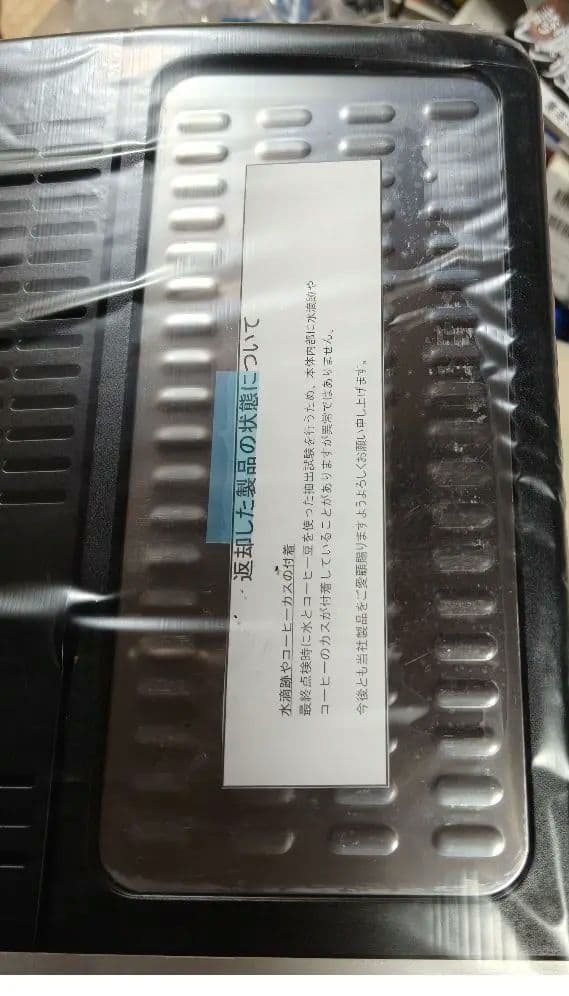 返却した製品の状態について
水滴跡やコーヒーカスの付着
最終点検時に水とコーヒー豆を使った抽出試験を行うため、本体内部に水滴跡や
コーヒーのカスが付着していることがありますが異常ではありません。
今後とも当社製品をご愛顧賜りますようよろしくお願い申し上げます。